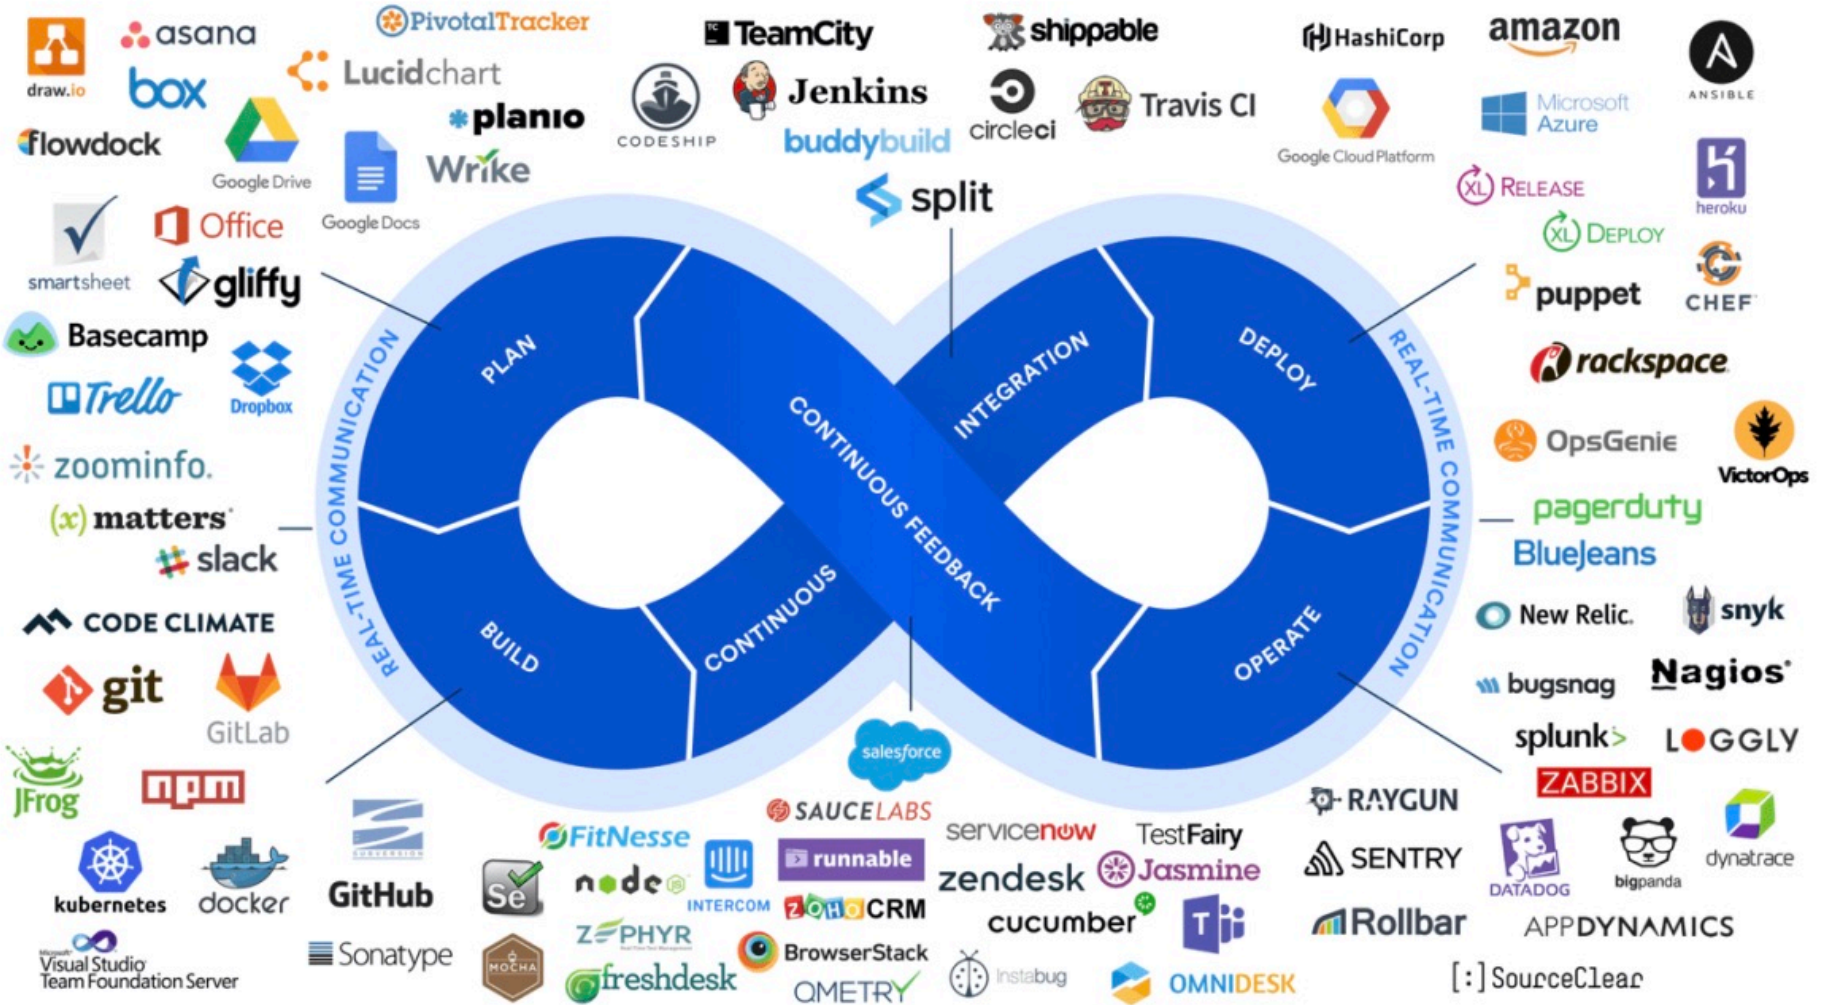 draw.io
asana
box
PivotalTracker
Lucidchart
planio
flowdock
Google Drive
Google Docs
Wrike
smartsheet
Office
gliffy
Basecamp
Trello
Dropbox
zoominfo.
(x) matters
slack
CODE CLIMATE
git
GitLab
JFrog
npm
kubernetes
docker
Microsoft
Visual Studio
Team Foundation Server
SUBVERSION
GitHub
Sonatype
TC
TeamCity
shippable
CODESHIP
Jenkins
circleci
Travis CI
buddybuild
split
HashiCorp
amazon
A
ANSIBLE
Google Cloud Platform
Microsoft
Azure
XL RELEASE
heroku
XL DEPLOY
puppet
CHEF
rackspace
OpsGenie
VictorOps
pagerduty
BlueJeans
New Relic.
snyk
bugsnag
Nagios®
splunk>
LOGGLY
ZABBIX
RAYGUN
SENTRY
DATADOG
bigpanda
dynatrace
Rollbar
APPDYNAMICS
[:]SourceClear
REAL-TIME COMMUNICATION
PLAN
BUILD
CONTINUOUS
INTEGRATION
CONTINUOUS FEEDBACK
DEPLOY
OPERATE
REAL-TIME COMMUNICATION
salesforce
SAUCELABS
FitNesse
servicenow
TestFairy
Se
node JS
INTERCOM
runnable
zendesk
Jasmine
ZOHO CRM
cucumber
T
ZEPHYR
MOCHA
freshdesk
BrowserStack
QMETRY
Instabug
OMNIDESK